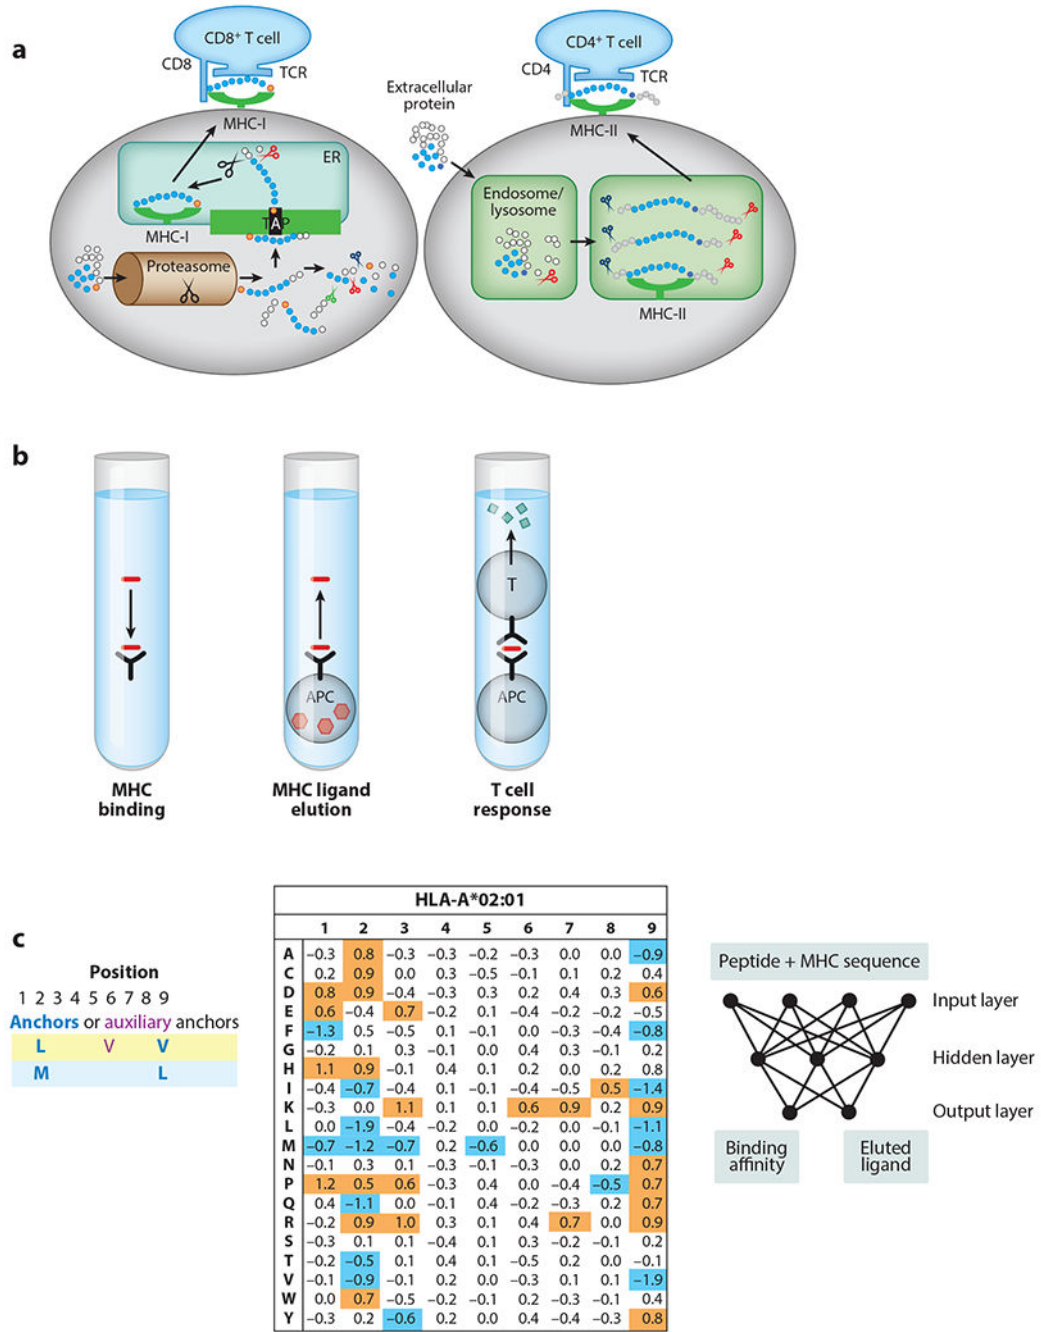 a
CD8+ T cell
CD8
TCR
MHC-I
ER
MHC-I
TAP
Proteasome
Extracellular
protein
CD4+ T cell
CD4
TCR
MHC-II
Endosome/
lysosome
MHC-II
b
APC
T
APC
MHC
binding
MHC ligand
elution
T cell
response
c
Position
1 2 3 4 5 6 7 8 9
Anchors or auxiliary anchors
L V V
M L
HLA-A*02:01
1 2 3 4 5 6 7 8 9
A –0.3 0.8 –0.3 –0.3 –0.2 –0.3 0.0 0.0 –0.9
C 0.2 0.9 0.0 0.3 –0.5 –0.1 0.1 0.2 0.4
D 0.8 0.9 –0.4 –0.3 0.3 0.2 0.4 0.3 0.6
E 0.6 –0.4 0.7 –0.2 0.1 –0.4 –0.2 –0.2 –0.5
F –1.3 0.5 –0.5 0.1 –0.1 0.0 –0.3 –0.4 –0.8
G –0.2 0.1 0.3 –0.1 0.0 0.4 0.3 –0.1 0.2
H 1.1 0.9 –0.1 0.4 0.1 0.2 0.0 0.2 0.8
I –0.4 –0.7 –0.4 0.1 –0.1 –0.4 –0.5 0.5 –1.4
K –0.3 0.0 1.1 0.1 0.1 0.6 0.9 0.2 0.9
L 0.0 –1.9 –0.4 –0.2 0.0 –0.2 0.0 –0.1 –1.1
M –0.7 –1.2 –0.7 0.2 –0.6 0.0 0.0 0.0 –0.8
N –0.1 0.3 0.1 –0.3 –0.1 –0.3 0.0 0.2 0.7
P 1.2 0.5 0.6 –0.3 0.4 0.0 –0.4 –0.5 0.7
Q 0.4 –1.1 0.0 –0.1 0.4 –0.2 –0.3 0.2 0.7
R –0.2 0.9 1.0 0.3 0.1 0.4 0.7 0.0 0.9
S –0.3 0.1 0.1 –0.4 0.1 0.3 –0.2 –0.1 0.2
T –0.2 –0.5 0.1 0.4 0.1 –0.5 0.2 0.0 –0.1
V –0.1 –0.9 –0.1 0.2 0.0 –0.3 0.1 0.1 –1.9
W 0.0 0.7 –0.5 –0.2 –0.1 0.2 –0.3 –0.1 0.4
Y –0.3 0.2 –0.6 0.2 0.0 0.4 –0.4 –0.3 0.8
Peptide + MHC sequence
Input layer
Hidden layer
Output layer
Binding
affinity
Eluted
ligand